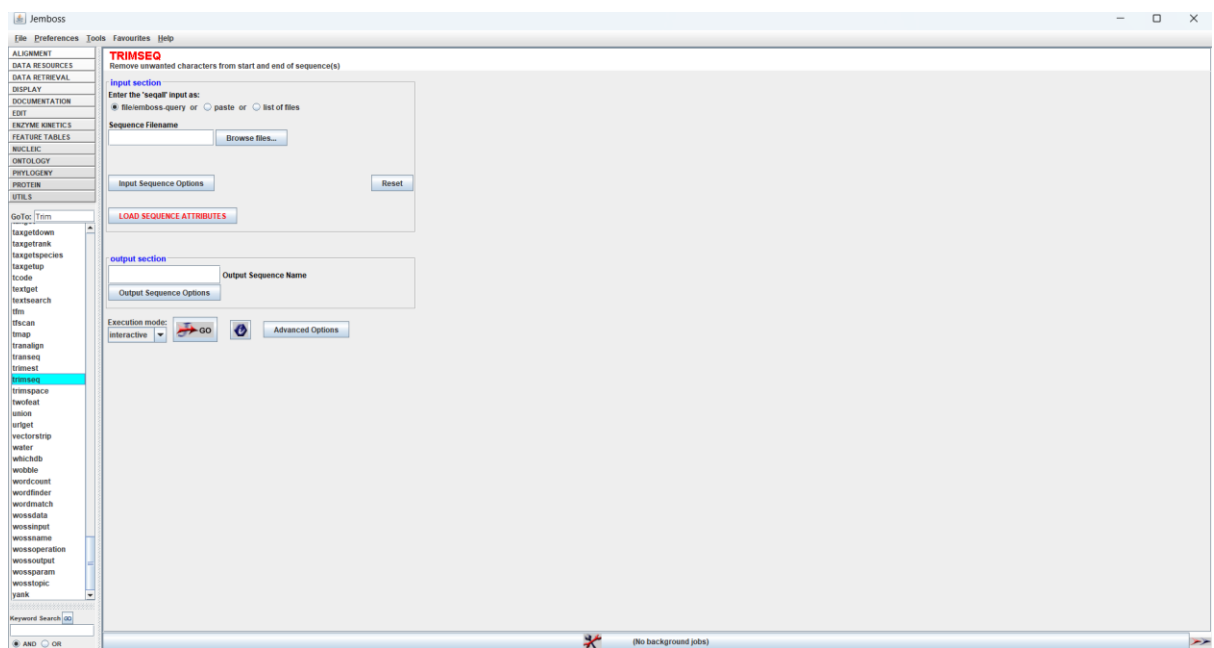 Jemboss
File Preferences Tools Favourites Help
ALIGNMENT
DATA RESOURCES
DATA RETRIEVAL
DISPLAY
DOCUMENTATION
EDIT
ENZYME KINETICS
FEATURE TABLES
NUCLEIC
ONTOLOGY
PHYLOGENY
PROTEIN
UTILS
GoTo: Trim
taxgetdown
taxgetrank
taxgetspecies
taxgetup
tcode
textget
textsearch
tfm
tfscan
tmap
tranalign
transeq
trimest
trimseq
trimspace
twofeat
union
urlget
vectorstrip
water
whichdb
wobble
wordcount
wordfinder
wordmatch
wossdata
wossinput
wossname
wossoperation
wossoutput
wossparam
wosstopic
yank
Keyword Search GO
AND OR
TRIMSEQ
Remove unwanted characters from start and end of sequence(s)
input section
Enter the 'seqall' input as:
file/emboss-query or paste or list of files
Sequence Filename
Browse files...
Input Sequence Options Reset
LOAD SEQUENCE ATTRIBUTES
output section
Output Sequence Name
Output Sequence Options
Execution mode:
interactive GO Advanced Options
(No background jobs)